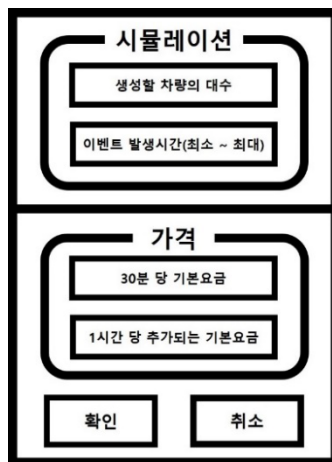 시뮬레이션
생성할 차량의 대수
이벤트 발생시간(최소 ~ 최대)
가격
30분 당 기본요금
1시간 당 추가되는 기본요금
확인
취소